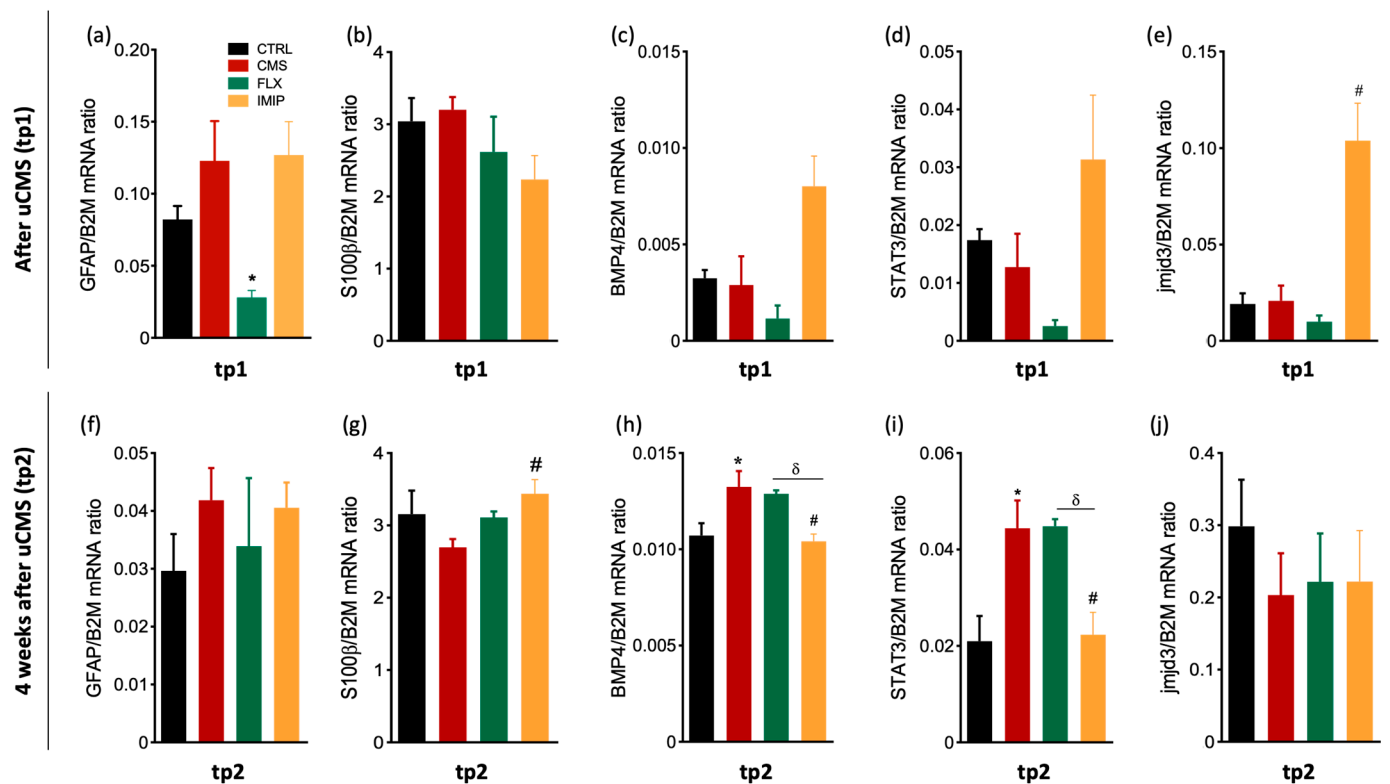 After uCMS (tp1)
(a)
GFAP/B2M mRNA ratio
0.20
0.15
0.10
0.05
0
CTRL
CMS
FLX
IMIP
*
tp1
(b)
S100β/B2M mRNA ratio
4
3
2
1
0
tp1
(c)
BMP4/B2M mRNA ratio
0.015
0.010
0.005
0.000
tp1
(d)
STAT3/B2M mRNA ratio
0.05
0.04
0.03
0.02
0.01
0
tp1
(e)
jmjd3/B2M mRNA ratio
0.15
0.10
0.05
0.00
#
tp1
4 weeks after uCMS (tp2)
(f)
GFAP/B2M mRNA ratio
0.05
0.04
0.03
0.02
0.01
0
tp2
(g)
S100β/B2M mRNA ratio
4
3
3
1
0
#
tp2
(h)
BMP4/B2M mRNA ratio
0.015
0.010
0.005
0.000
*
δ
#
tp2
(i)
STAT3/B2M mRNA ratio
0.06
0.04
0.02
0.00
*
δ
#
tp2
(j)
jmjd3/B2M mRNA ratio
0.4
0.3
0.2
0.1
0
tp2